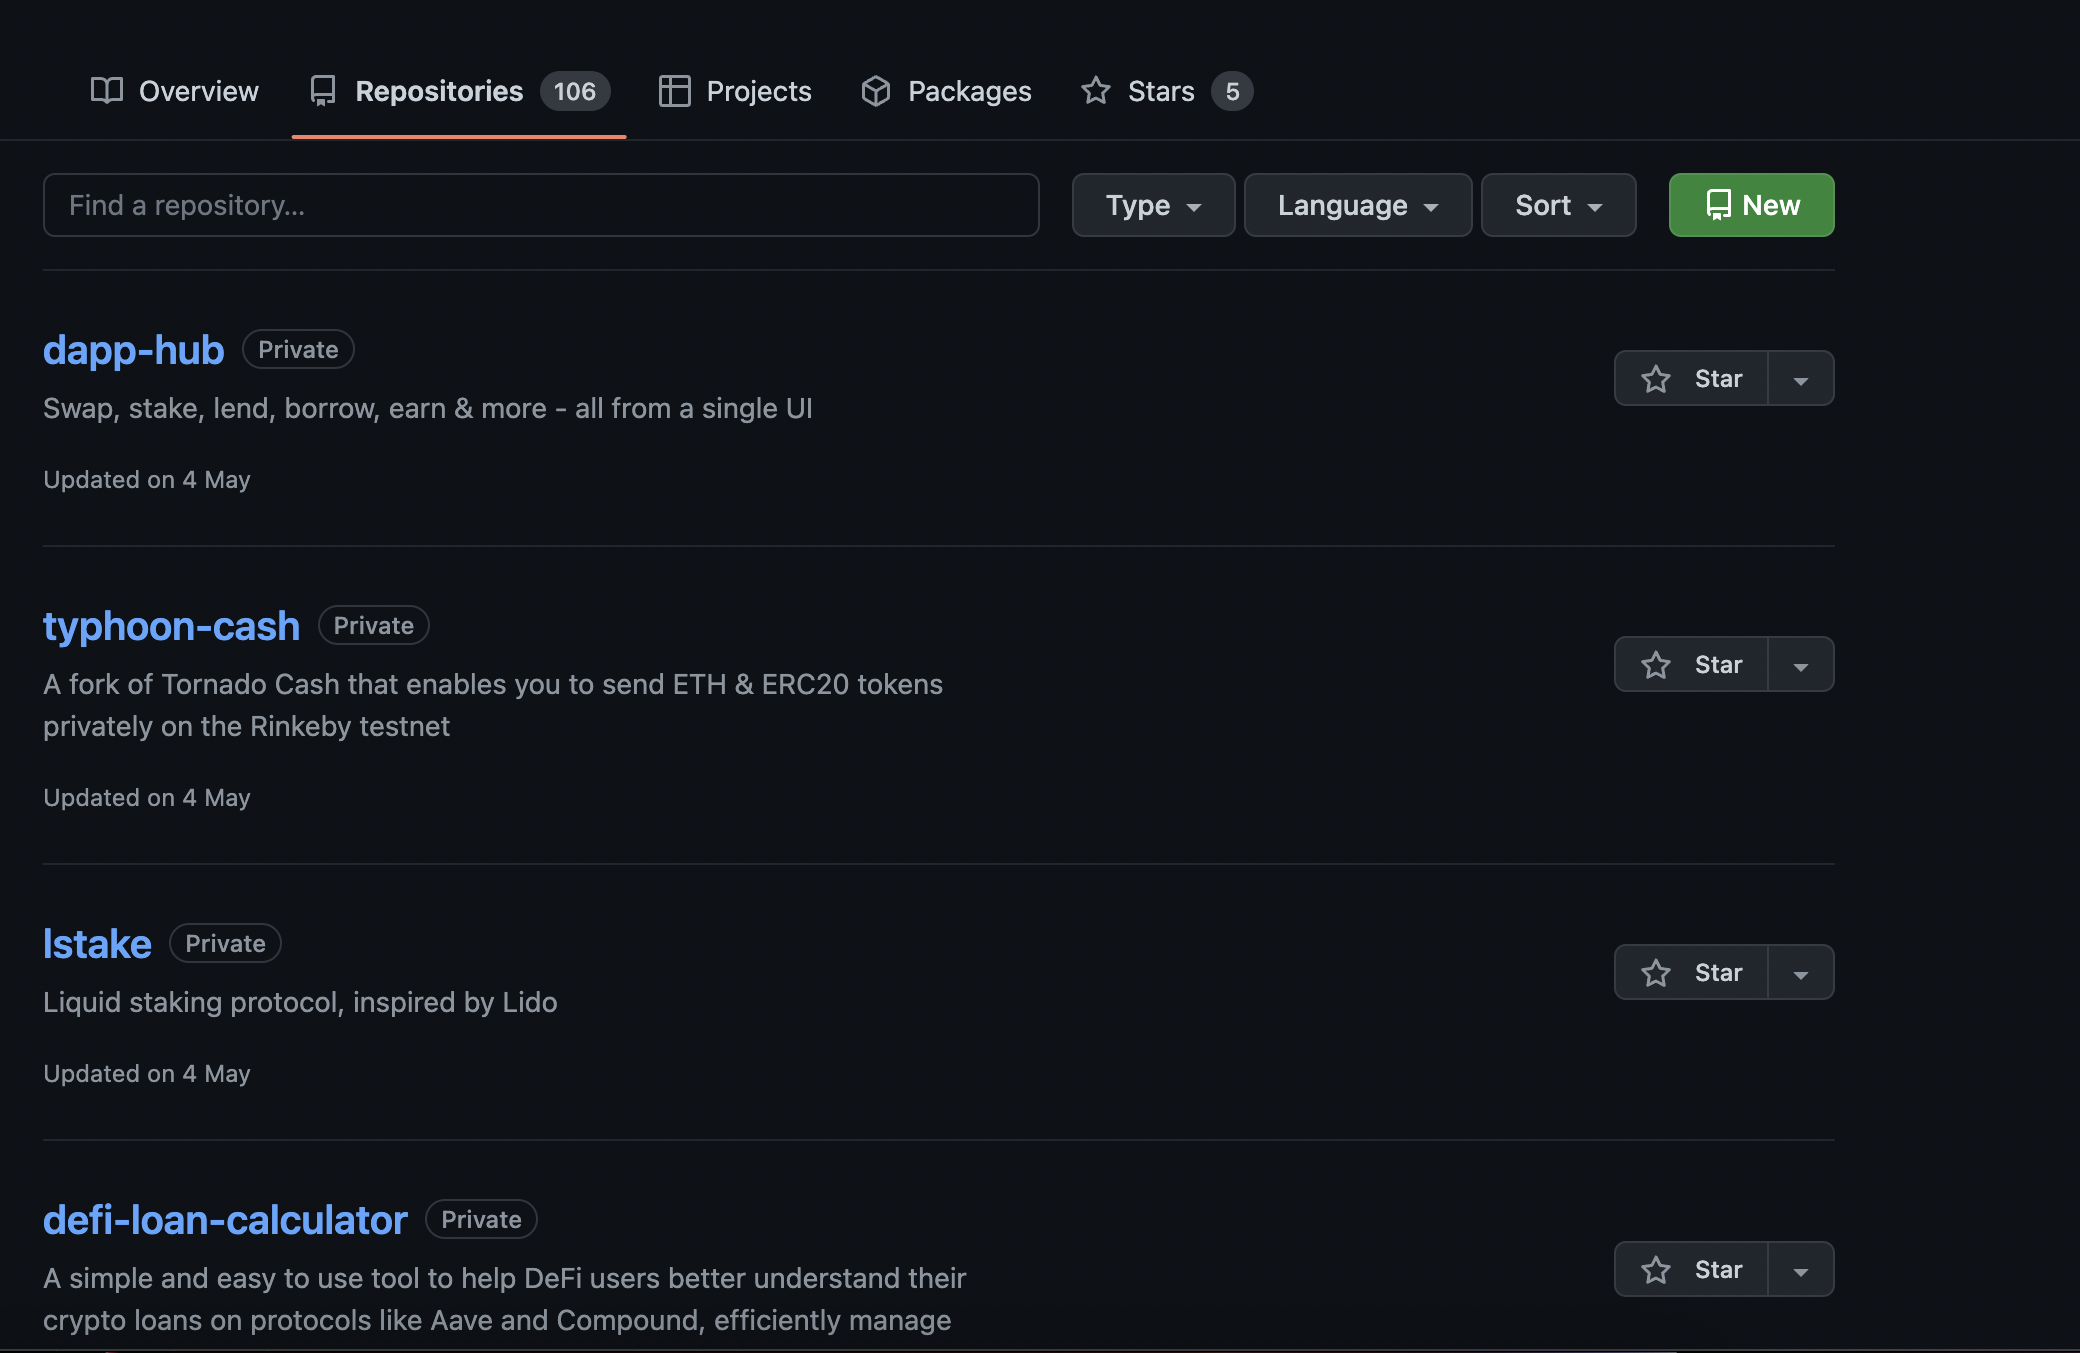 Overview Repositories 106 Projects Packages Stars 5
Find a repository... Type Language Sort New
dapp-hub Private
Star
Swap, stake, lend, borrow, earn & more - all from a single UI
Updated on 4 May
typhoon-cash Private
Star
A fork of Tornado Cash that enables you to send ETH & ERC20 tokens
privately on the Rinkeby testnet
Updated on 4 May
lstake Private
Star
Liquid staking protocol, inspired by Lido
Updated on 4 May
defi-loan-calculator Private
Star
A simple and easy to use tool to help DeFi users better understand their
crypto loans on protocols like Aave and Compound, efficiently manage